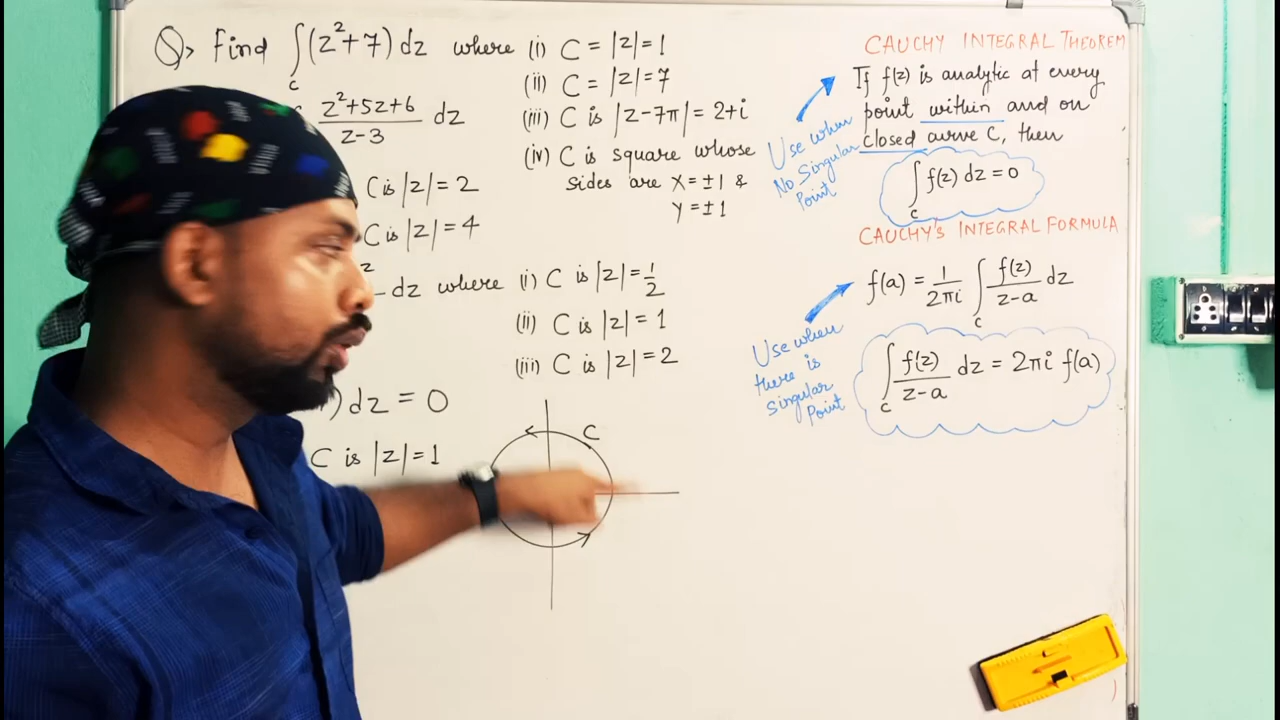 Q> Find ∫_C (z²+7) dz where (i) C = |z|=1
(ii) C = |z|=7
(iii) C is |z-7π| = 2+i
(iv) C is square whose
sides are x=±1 &
y=±1
z²+5z+6 / z-3 dz
C is |z| = 2
C is |z| = 4
dz where (i) C is |z|=1/2
(ii) C is |z| = 1
(iii) C is |z| = 2
) dz = 0
C is |z|=1
C
CAUCHY INTEGRAL THEOREM
If f(z) is analytic at every
point within and on
closed curve C, then
∫_C f(z) dz = 0
Use when
No Singular
Point
CAUCHY'S INTEGRAL FORMULA
f(a) = 1/2πi ∫_C f(z)/z-a dz
Use when
there is
singular
Point
∫_C f(z)/z-a dz = 2πi f(a)